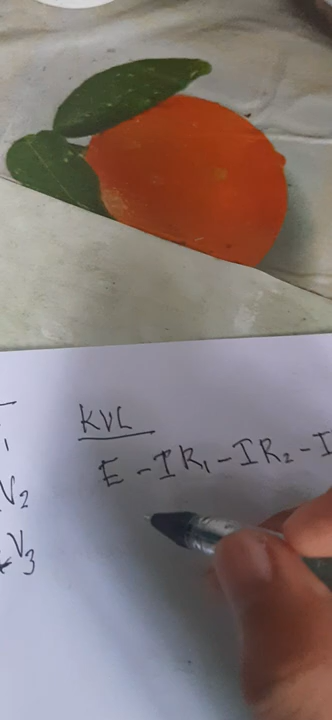 KVL
E - IR₁ - IR₂ - I
V₂
V₃